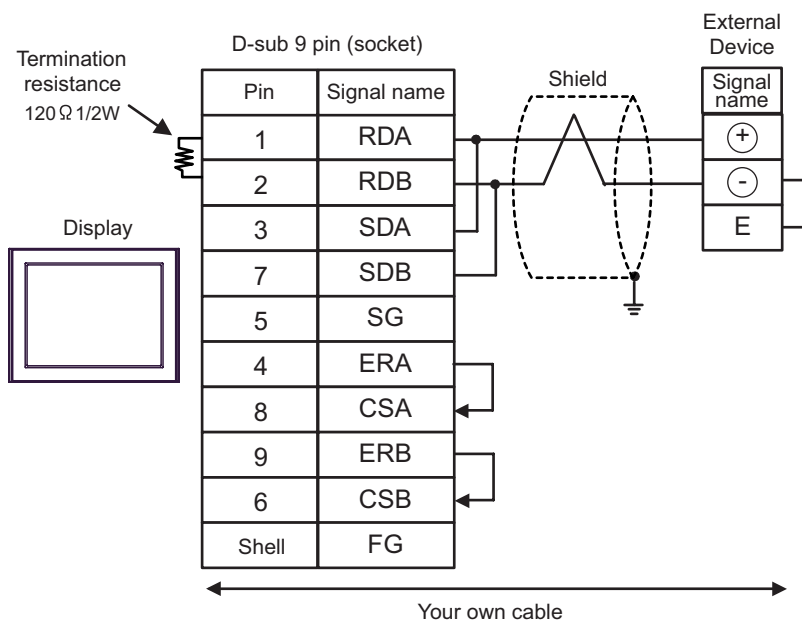 D-sub 9 pin (socket)
External
Device
Termination
resistance
120Ω 1/2W
Shield
Pin Signal name
Signal
name
1 RDA
+
2 RDB
-
Display
3 SDA
E
7 SDB
5 SG
4 ERA
8 CSA
9 ERB
6 CSB
Shell FG
Your own cable